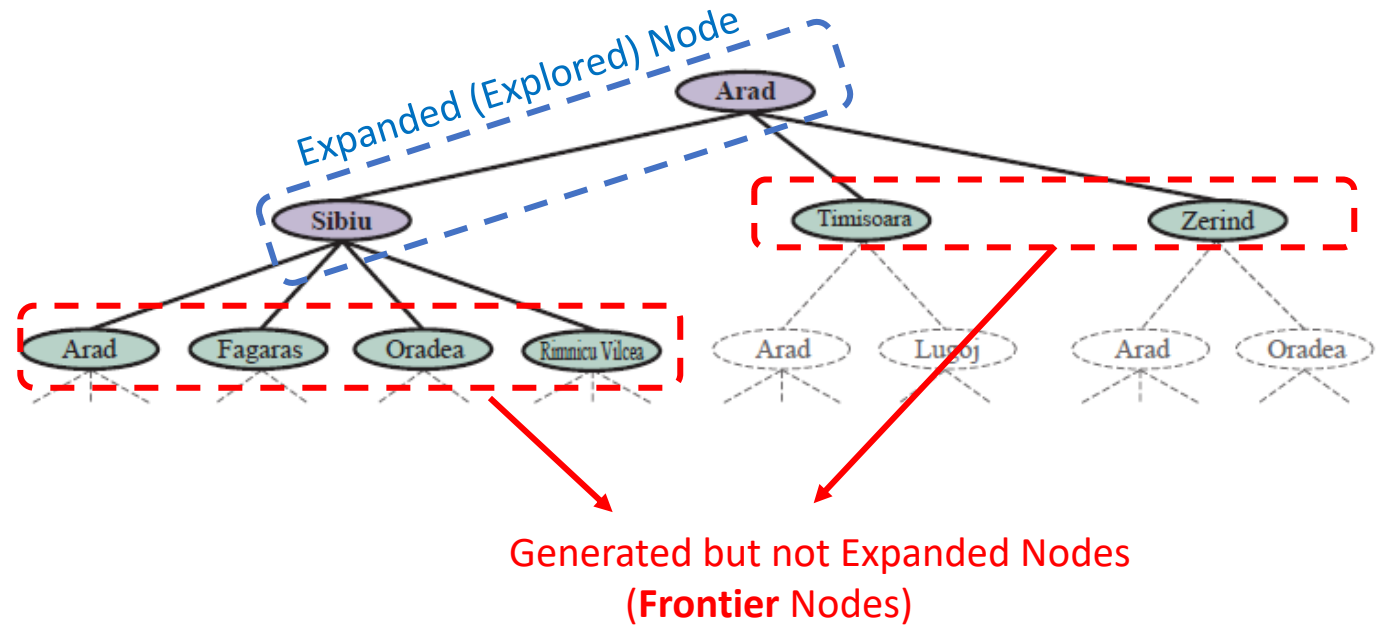 Expanded (Explored) Node
Arad
Sibiu
Timisoara
Zerind
Arad
Fagaras
Oradea
Rimnicu Vilcea
Arad
Lugoj
Arad
Oradea
Generated but not Expanded Nodes
(Frontier Nodes)